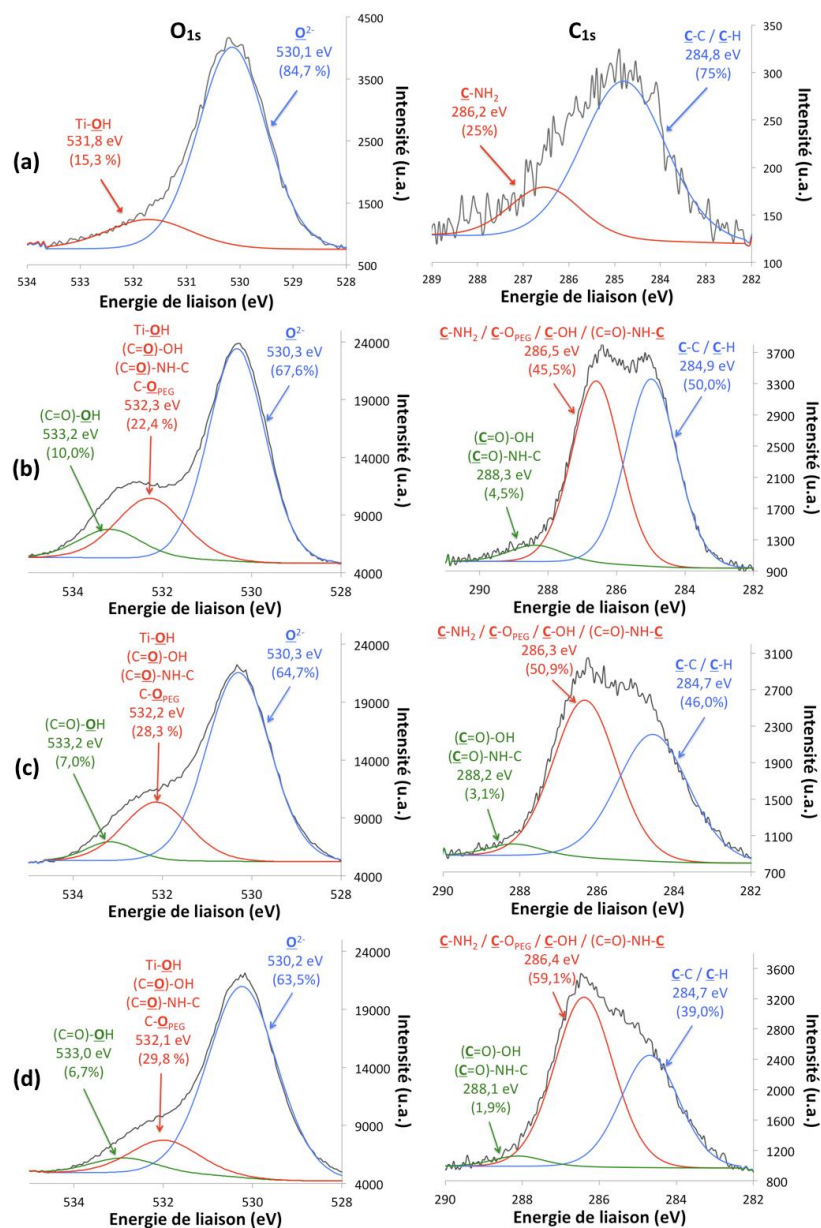 O1s
C1s
(a)
Ti-OH
531,8 eV
(15,3 %)
O2-
530,1 eV
(84,7 %)
4500
3500
2500
1500
500
Intensité (u.a.)
534
533
532
531
530
529
528
Energie de liaison (eV)
C-NH2
286,2 eV
(25%)
C-C / C-H
284,8 eV
(75%)
350
300
250
200
150
100
Intensité (u.a.)
289
288
287
286
285
284
283
282
Energie de liaison (eV)
(b)
(C=O)-OH
533,2 eV
(10,0%)
Ti-OH
(C=O)-OH
(C=O)-NH-C
C-OPEG
532,3 eV
(22,4 %)
O2-
530,3 eV
(67,6%)
24000
19000
14000
9000
4000
Intensité (u.a.)
534
532
530
528
Energie de liaison (eV)
C-NH2 / C-OPEG / C-OH / (C=O)-NH-C
286,5 eV
(45,5%)
(C=O)-OH
(C=O)-NH-C
288,3 eV
(4,5%)
C-C / C-H
284,9 eV
(50,0%)
3700
3300
2900
2500
2100
1700
1300
900
Intensité (u.a.)
290
288
286
284
282
Energie de liaison (eV)
(c)
(C=O)-OH
533,2 eV
(7,0%)
Ti-OH
(C=O)-OH
(C=O)-NH-C
C-OPEG
532,2 eV
(28,3 %)
O2-
530,3 eV
(64,7%)
24000
19000
14000
9000
4000
Intensité (u.a.)
534
532
530
528
Energie de liaison (eV)
C-NH2 / C-OPEG / C-OH / (C=O)-NH-C
286,3 eV
(50,9%)
(C=O)-OH
(C=O)-NH-C
288,2 eV
(3,1%)
C-C / C-H
284,7 eV
(46,0%)
3100
2700
2300
1900
1500
1100
700
Intensité (u.a.)
290
288
286
284
282
Energie de liaison (eV)
(d)
(C=O)-OH
533,0 eV
(6,7%)
Ti-OH
(C=O)-OH
(C=O)-NH-C
C-OPEG
532,1 eV
(29,8 %)
O2-
530,2 eV
(63,5%)
24000
19000
14000
9000
4000
Intensité (u.a.)
534
532
530
528
Energie de liaison (eV)
C-NH2 / C-OPEG / C-OH / (C=O)-NH-C
286,4 eV
(59,1%)
(C=O)-OH
(C=O)-NH-C
288,1 eV
(1,9%)
C-C / C-H
284,7 eV
(39,0%)
3600
3200
2800
2400
2000
1600
1200
800
Intensité (u.a.)
290
288
286
284
282
Energie de liaison (eV)